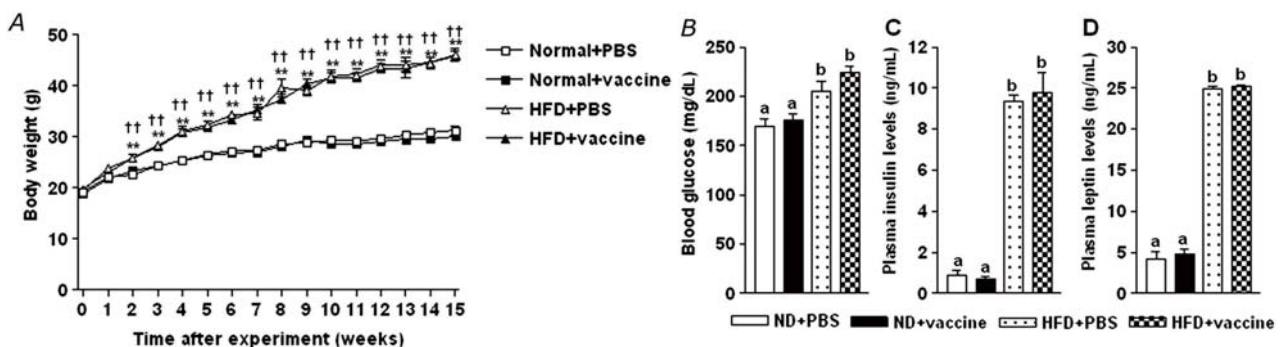 A
Body weight (g)
50
40
30
20
10
0
†† †† †† †† †† †† †† †† †† †† †† †† †† ††
** ** ** ** ** ** ** ** ** ** ** ** ** **
0 1 2 3 4 5 6 7 8 9 10 11 12 13 14 15
Time after experiment (weeks)
Normal+PBS
Normal+vaccine
HFD+PBS
HFD+vaccine
B
Blood glucose (mg/dL)
250
200
150
100
50
0
a a b b
C
Plasma insulin levels (ng/mL)
12
10
8
6
4
2
0
a a b b
D
Plasma leptin levels (ng/mL)
30
25
20
15
10
5
0
a a b b
ND+PBS ND+vaccine HFD+PBS HFD+vaccine